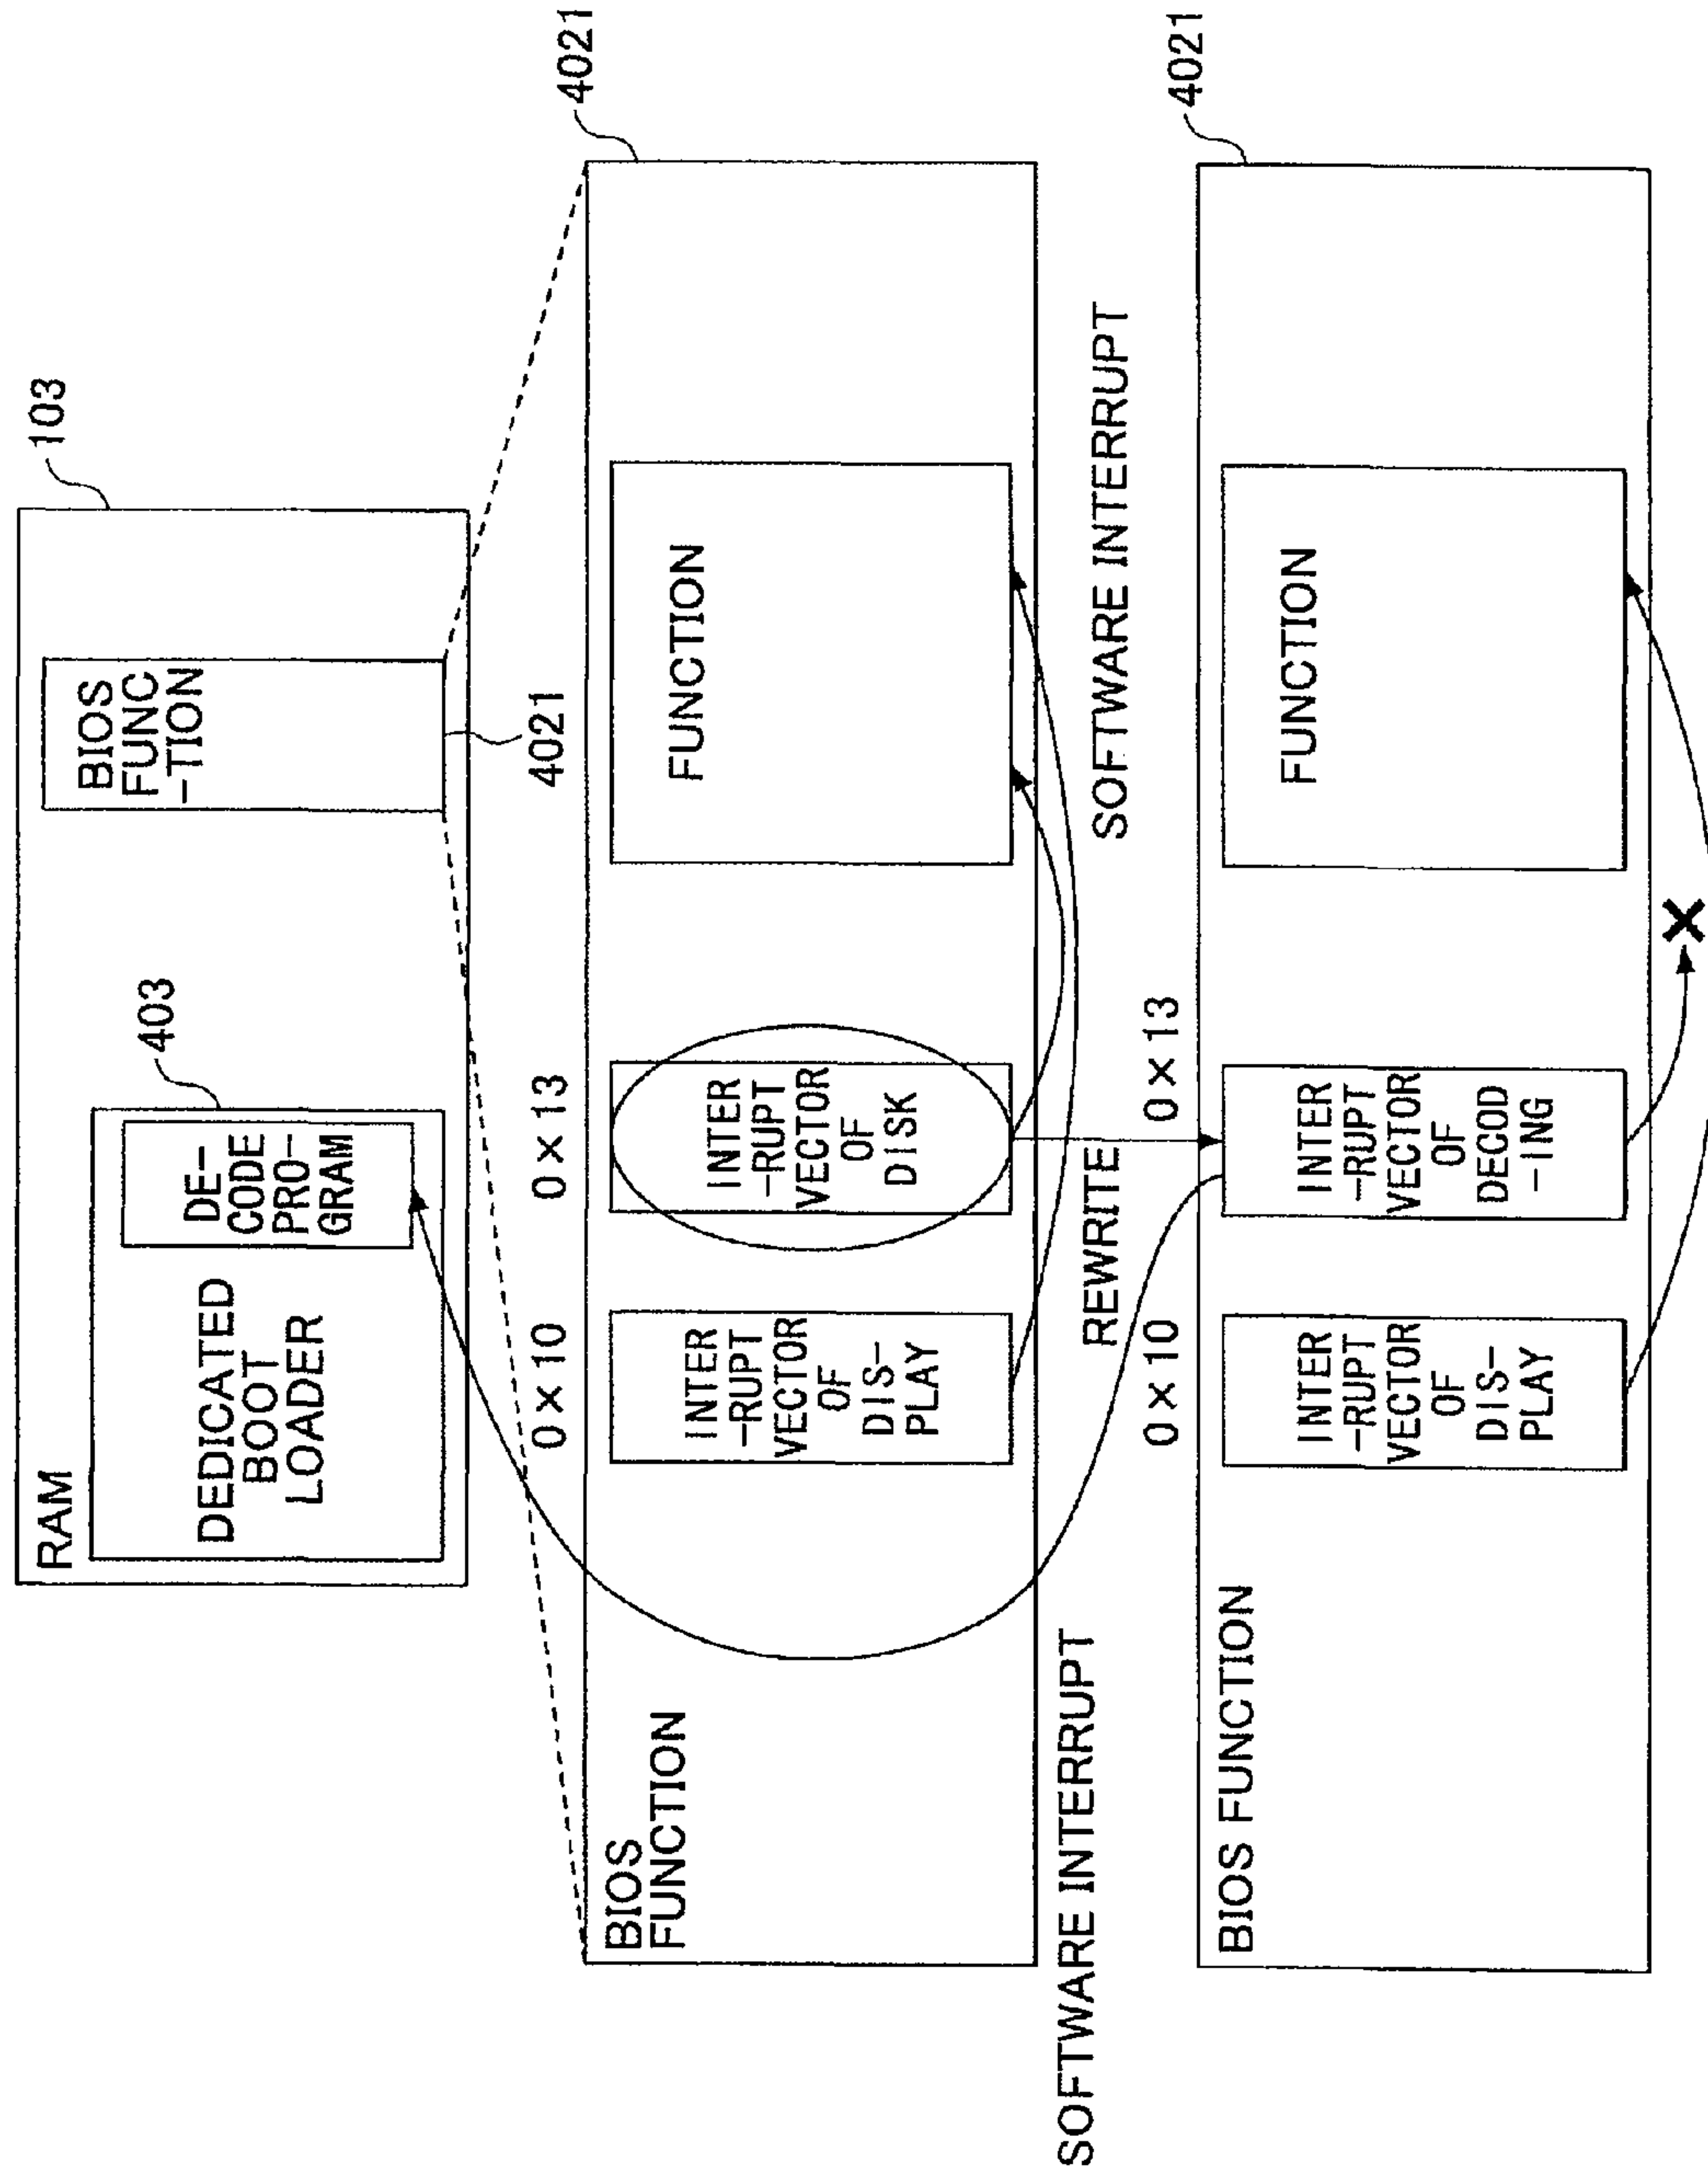 103
RAM
DEDICATED
BOOT
LOADER
403
DE-
CODE
PRO-
GRAM
BIOS
FUNC
-TION
4021
4021
BIOS
FUNCTION
0×10
INTER
-RUPT
VECTOR
OF
DIS-
PLAY
0×13
INTER
-RUPT
VECTOR
OF
DISK
FUNCTION
SOFTWARE INTERRUPT
REWRITE
SOFTWARE INTERRUPT
4021
BIOS FUNCTION
0×10
INTER
-RUPT
VECTOR
OF
DIS-
PLAY
0×13
INTER
-RUPT
VECTOR
OF
DECOD
-ING
FUNCTION
×